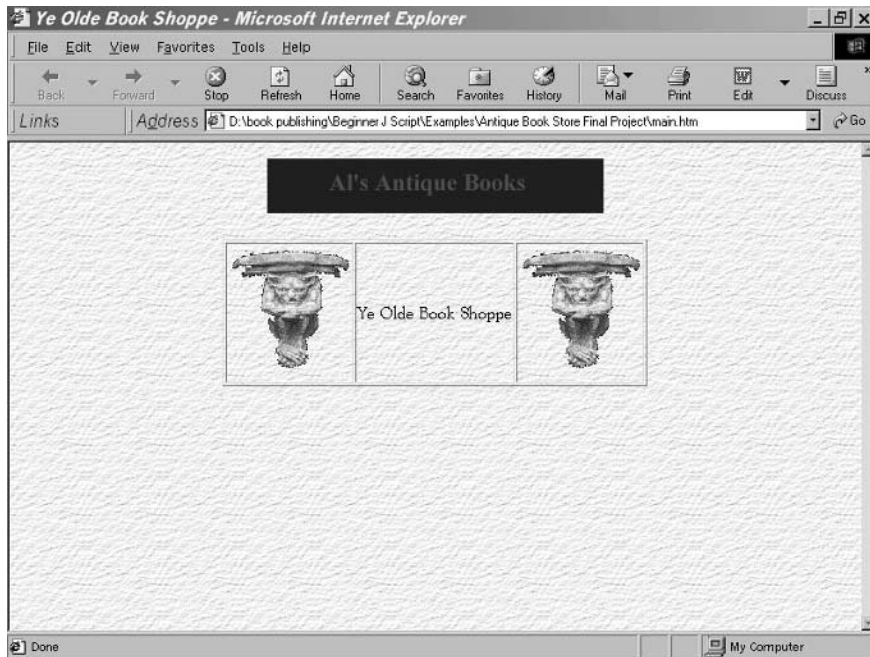 Ye Olde Book Shoppe - Microsoft Internet Explorer
File Edit View Favorites Tools Help
Back Forward Stop Refresh Home Search Favorites History Mail Print Edit Discuss
Links Address D:\book publishing\Beginner J Script\Examples\Antique Book Store Final Project\main.htm Go
Al's Antique Books
Ye Olde Book Shoppe
Done My Computer